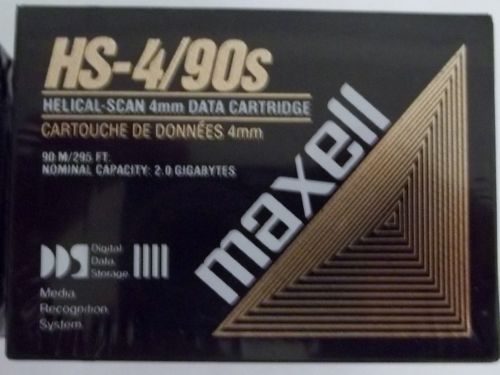 HS-4/90s
HELICAL-SCAN 4mm DATA CARTRIDGE
CARTOUCHE DE DONNÉES 4mm
90 M/295 FT.
NOMINAL CAPACITY: 2.0 GIGABYTES
maxell
DDS Digital
Data
Storage
Media
Recognition
System